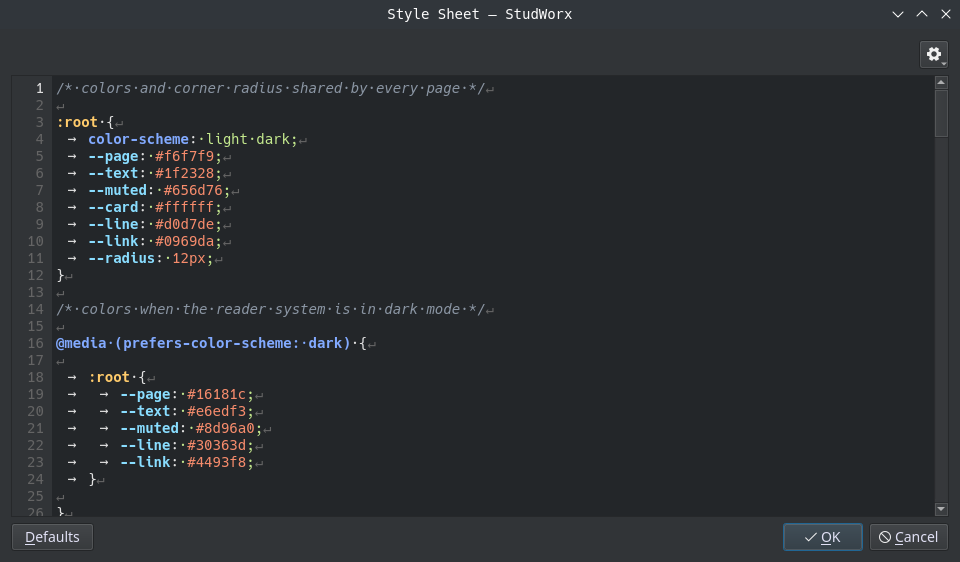 Style Sheet — StudWorx
1 /* colors and corner radius shared by every page */
2
3 :root {
4 color-scheme: light dark;
5 --page: #f6f7f9;
6 --text: #1f2328;
7 --muted: #656d76;
8 --card: #ffffff;
9 --line: #d0d7de;
10 --link: #0969da;
11 --radius: 12px;
12 }
13
14 /* colors when the reader system is in dark mode */
15
16 @media (prefers-color-scheme: dark) {
17
18 :root {
19 --page: #16181c;
20 --text: #e6edf3;
21 --muted: #8d96a0;
22 --line: #30363d;
23 --link: #4493f8;
24 }
25
26 }
Defaults OK Cancel